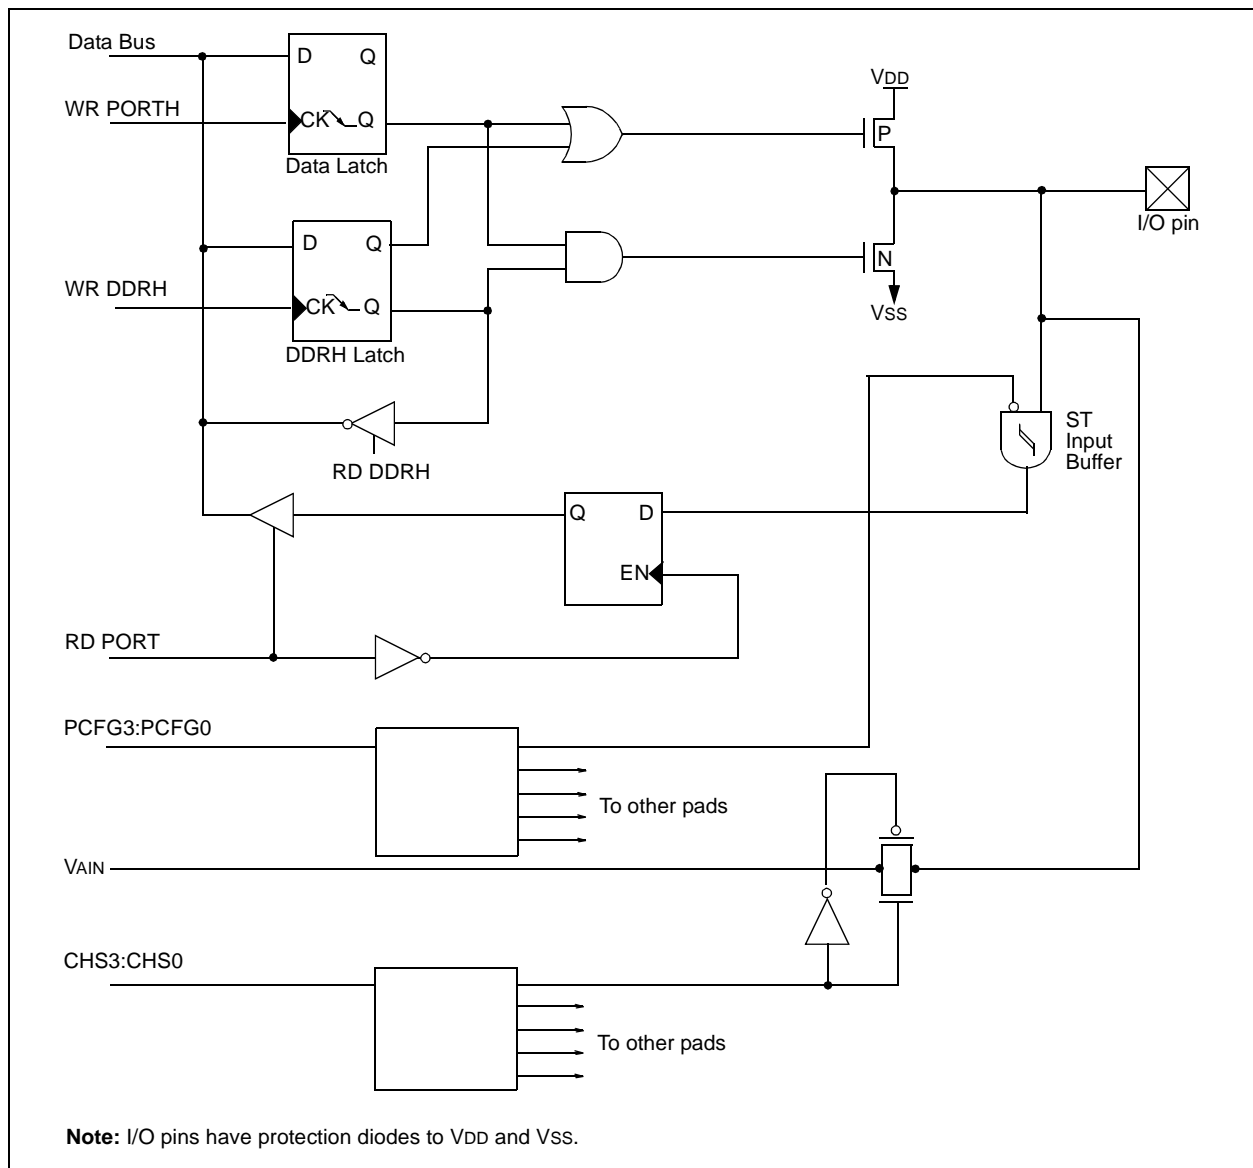 Data Bus
D Q
VDD
WR PORTH
CK Q
P
Data Latch
I/O pin
D Q
N
WR DDRH
CK Q
VSS
DDRH Latch
ST
Input
Buffer
RD DDRH
Q D
EN
RD PORT
PCFG3:PCFG0
To other pads
VAIN
CHS3:CHS0
To other pads
Note: I/O pins have protection diodes to VDD and VSS.